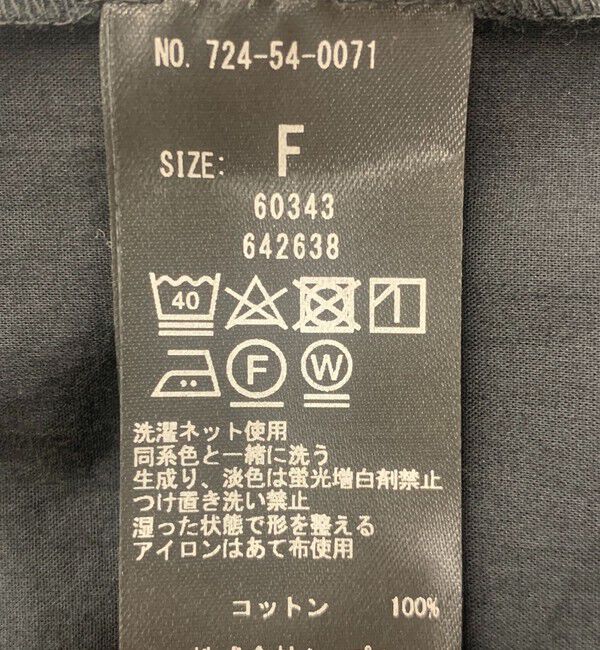 NO. 724-54-0071
SIZE: F
60343
642638
40
F W
洗濯ネット使用
同系色と一緒に洗う
生成り、淡色は蛍光増白剤禁止
つけ置き洗い禁止
湿った状態で形を整える
アイロンはあて布使用
コットン 100%